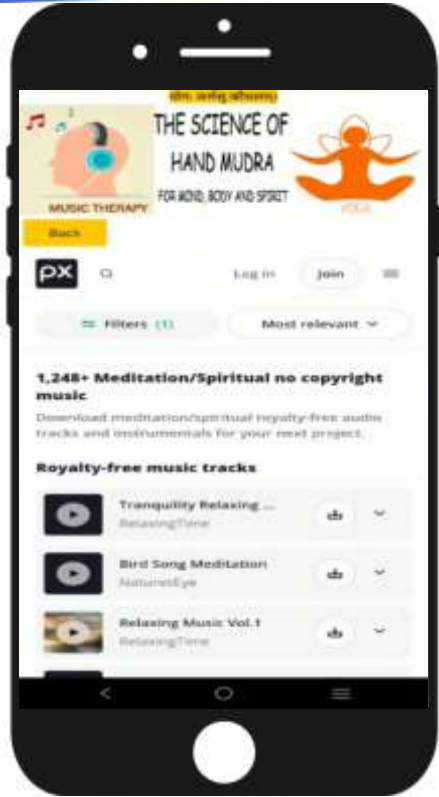 THE SCIENCE OF
HAND MUDRA
FOR MIND, BODY AND SPIRIT
MUSIC THERAPY
YOGA
Back
px
Log in
Join
Filters (1)
Most relevant
1,248+ Meditation/Spiritual no copyright
music
Download meditation/spiritual royalty-free audio
tracks and instrumentals for your next project.
Royalty-free music tracks
Tranquility Relaxing ...
RelaxingTime
Bird Song Meditation
NaturesEye
Relaxing Music Vol.1
RelaxingTime